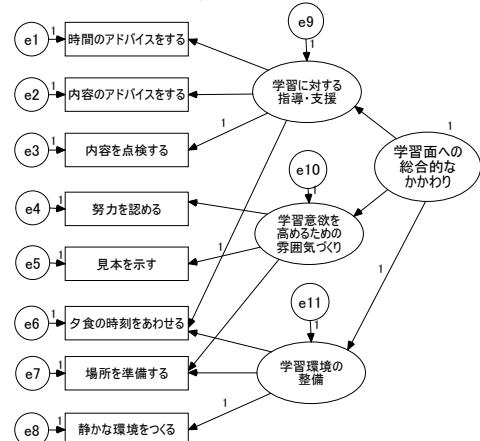 e9
e1
1
時間のアドバイスをする
1
e2
1
内容のアドバイスをする
学習に対する
指導・支援
1
e3
1
内容を点検する
1
学習面への
総合的な
かかわり
e10
e4
1
努力を認める
1
学習意欲を
高めるための
雰囲気づくり
e5
1
見本を示す
1
1
e11
e6
1
夕食の時刻をあわせる
1
e7
1
場所を準備する
学習環境の
整備
1
e8
1
静かな環境をつくる